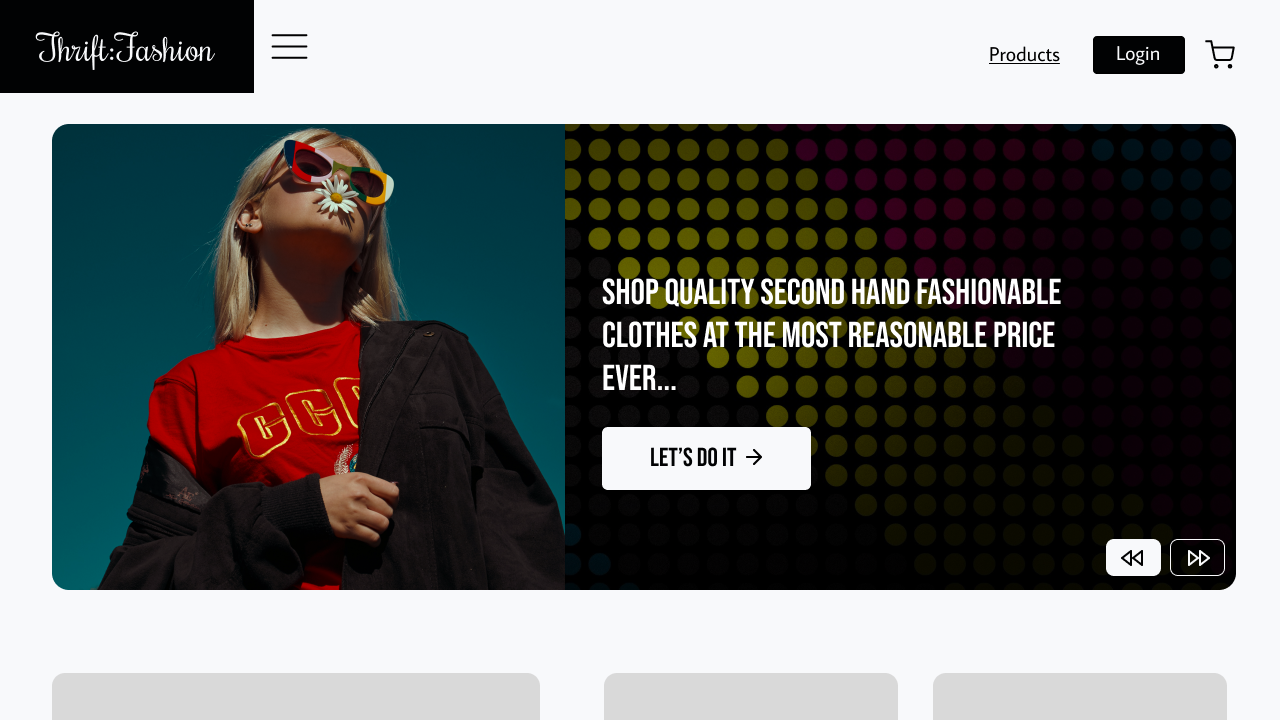 Thrift:Fashion
Products
Login
SHOP QUALITY SECOND HAND FASHIONABLE
CLOTHES AT THE MOST REASONABLE PRICE
EVER...
LET'S DO IT